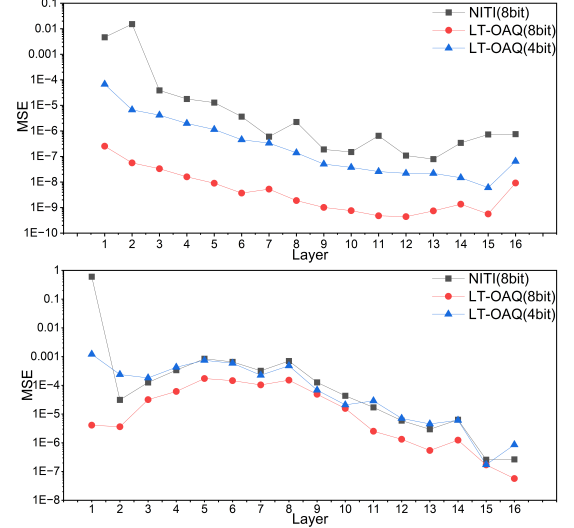 0.1
0.01
0.001
1E-4
1E-5
1E-6
1E-7
1E-8
1E-9
1E-10
MSE
NITI(8bit)
LT-OAQ(8bit)
LT-OAQ(4bit)
1 2 3 4 5 6 7 8 9 10 11 12 13 14 15 16
Layer
1
0.1
0.01
0.001
1E-4
1E-5
1E-6
1E-7
1E-8
MSE
NITI(8bit)
LT-OAQ(8bit)
LT-OAQ(4bit)
1 2 3 4 5 6 7 8 9 10 11 12 13 14 15 16
Layer